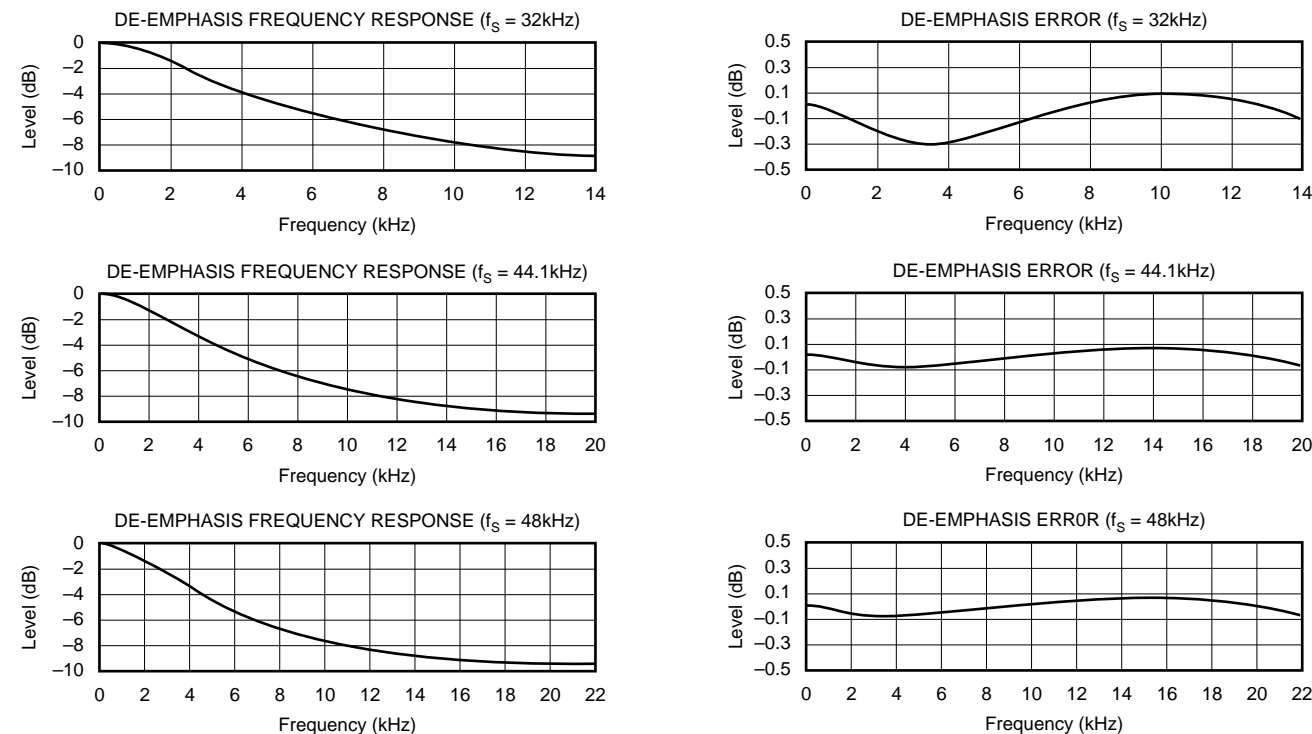 DE-EMPHASIS FREQUENCY RESPONSE (fS = 32kHz)
0
–2
–4
–6
–8
–10
Level (dB)
0 2 4 6 8 10 12 14
Frequency (kHz)
DE-EMPHASIS ERROR (fS = 32kHz)
0.5
0.3
0.1
–0.1
–0.3
–0.5
Level (dB)
0 2 4 6 8 10 12 14
Frequency (kHz)
DE-EMPHASIS FREQUENCY RESPONSE (fS = 44.1kHz)
0
–2
–4
–6
–8
–10
Level (dB)
0 2 4 6 8 10 12 14 16 18 20
Frequency (kHz)
DE-EMPHASIS ERROR (fS = 44.1kHz)
0.5
0.3
0.1
–0.1
–0.3
–0.5
Level (dB)
0 2 4 6 8 10 12 14 16 18 20
Frequency (kHz)
DE-EMPHASIS FREQUENCY RESPONSE (fS = 48kHz)
0
–2
–4
–6
–8
–10
Level (dB)
0 2 4 6 8 10 12 14 16 18 20 22
Frequency (kHz)
DE-EMPHASIS ERR0R (fS = 48kHz)
0.5
0.3
0.1
–0.1
–0.3
–0.5
Level (dB)
0 2 4 6 8 10 12 14 16 18 20 22
Frequency (kHz)